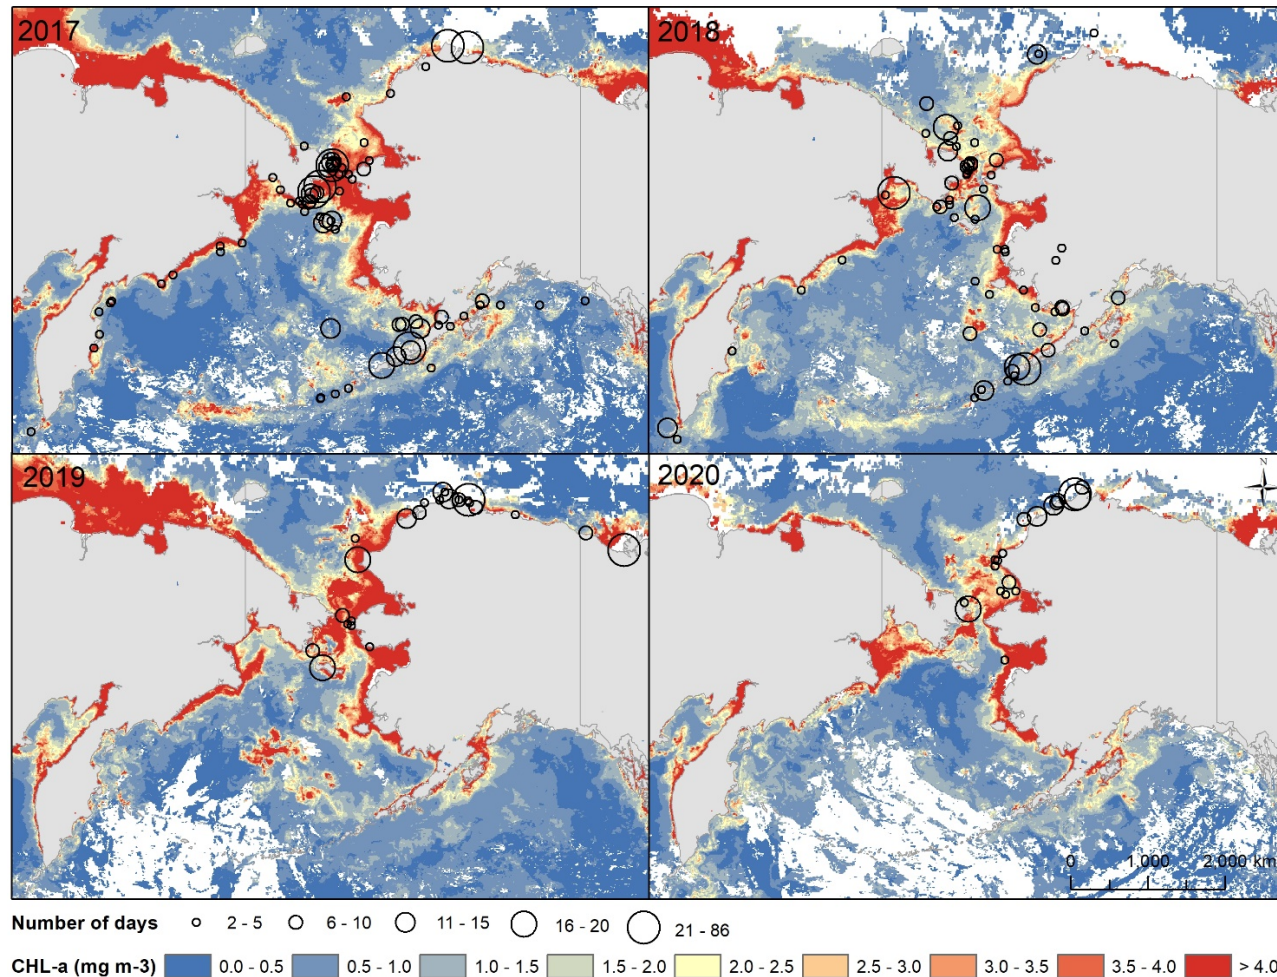 2017
2018
2019
2020
N
0 1,000 2,000 km
Number of days 2 - 5 6 - 10 11 - 15 16 - 20 21 - 86
CHL-a (mg m-3) 0.0 - 0.5 0.5 - 1.0 1.0 - 1.5 1.5 - 2.0 2.0 - 2.5 2.5 - 3.0 3.0 - 3.5 3.5 - 4.0 > 4.0